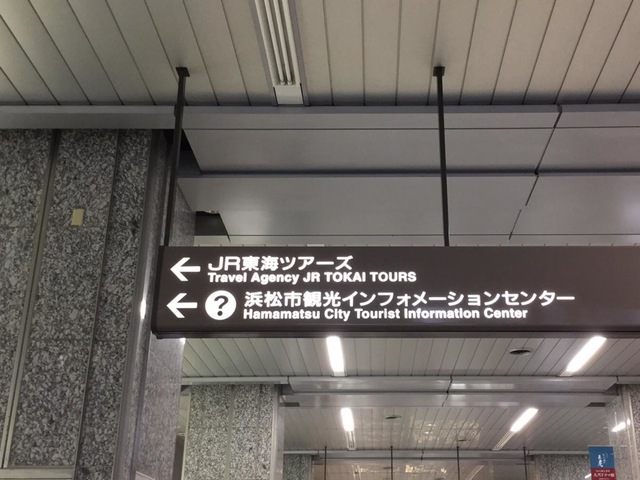 ← JR東海ツアーズ
Travel Agency JR TOKAI TOURS
← ? 浜松市観光インフォメーションセンター
Hamamatsu City Tourist Information Center